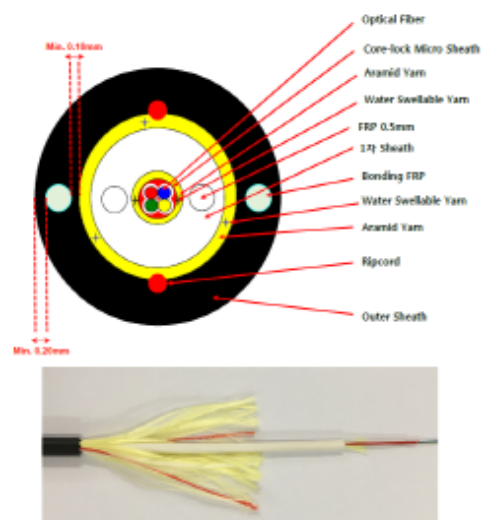 Optical Fiber
Min. 0.10mm
Core-lock Micro Sheath
Aramid Yarn
Water Swellable Yarn
FRP 0.5mm
1차 Sheath
Bonding FRP
Water Swellable Yarn
Aramid Yarn
Ripcord
Outer Sheath
Min. 0.20mm